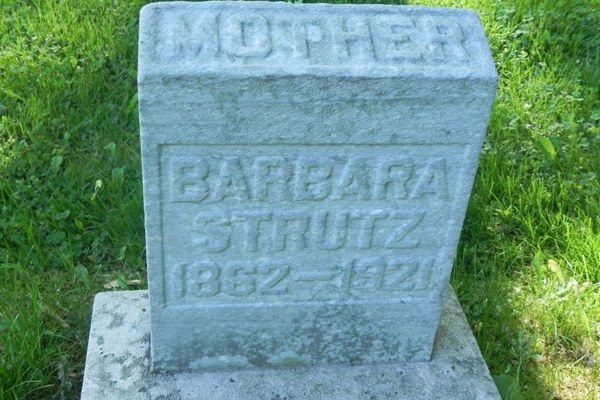 MOTHER
BARBARA
STRUTZ
1862-1921